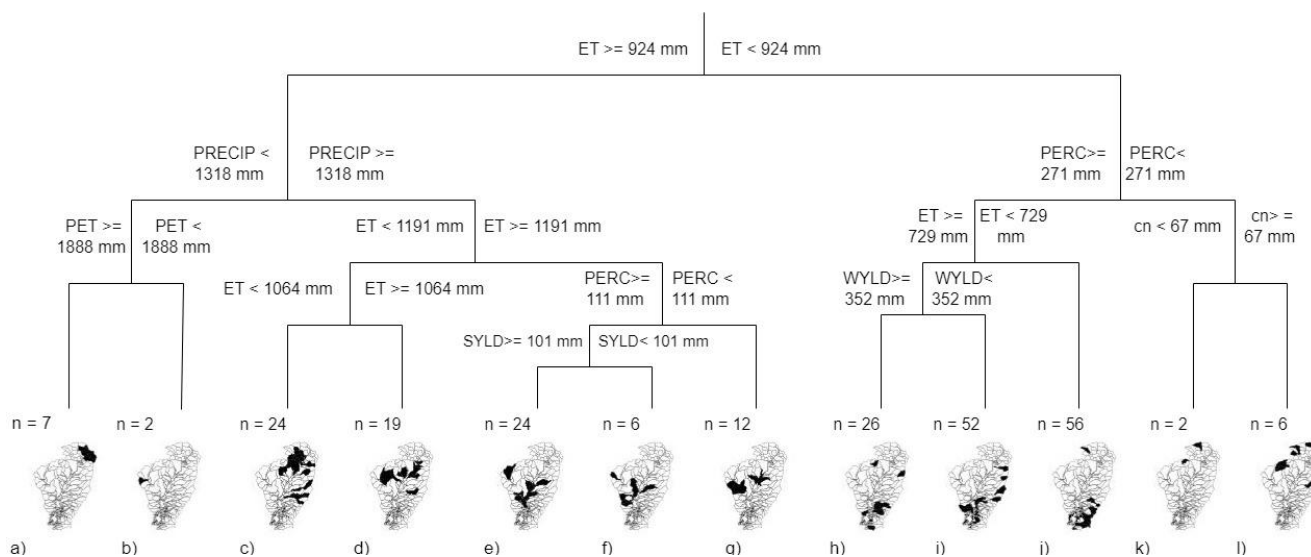 ET >= 924 mm
ET < 924 mm
PRECIP <
1318 mm
PRECIP >=
1318 mm
PERC>=
271 mm
PERC<
271 mm
PET >=
1888 mm
PET <
1888 mm
ET < 1191 mm
ET >= 1191 mm
ET >=
729 mm
ET < 729
mm
cn < 67 mm
cn> =
67 mm
ET < 1064 mm
ET >= 1064 mm
PERC>=
111 mm
PERC <
111 mm
WYLD>=
352 mm
WYLD<
352 mm
SYLD>= 101 mm
SYLD< 101 mm
n = 7
n = 2
n = 24
n = 19
n = 24
n = 6
n = 12
n = 26
n = 52
n = 56
n = 2
n = 6
a)
b)
c)
d)
e)
f)
g)
h)
i)
j)
k)
l)